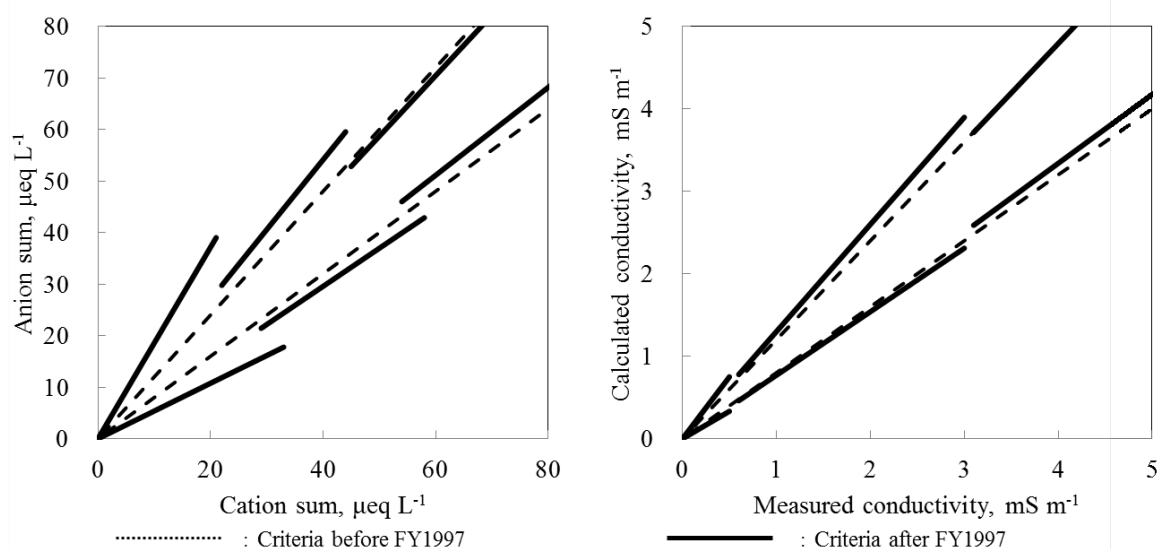 80
70
60
50
40
30
20
10
0
Anion sum, µeq L-1
0 20 40 60 80
Cation sum, µeq L-1
5
4
3
2
1
0
Calculated conductivity, mS m-1
0 1 2 3 4 5
Measured conductivity, mS m-1
: Criteria before FY1997
: Criteria after FY1997